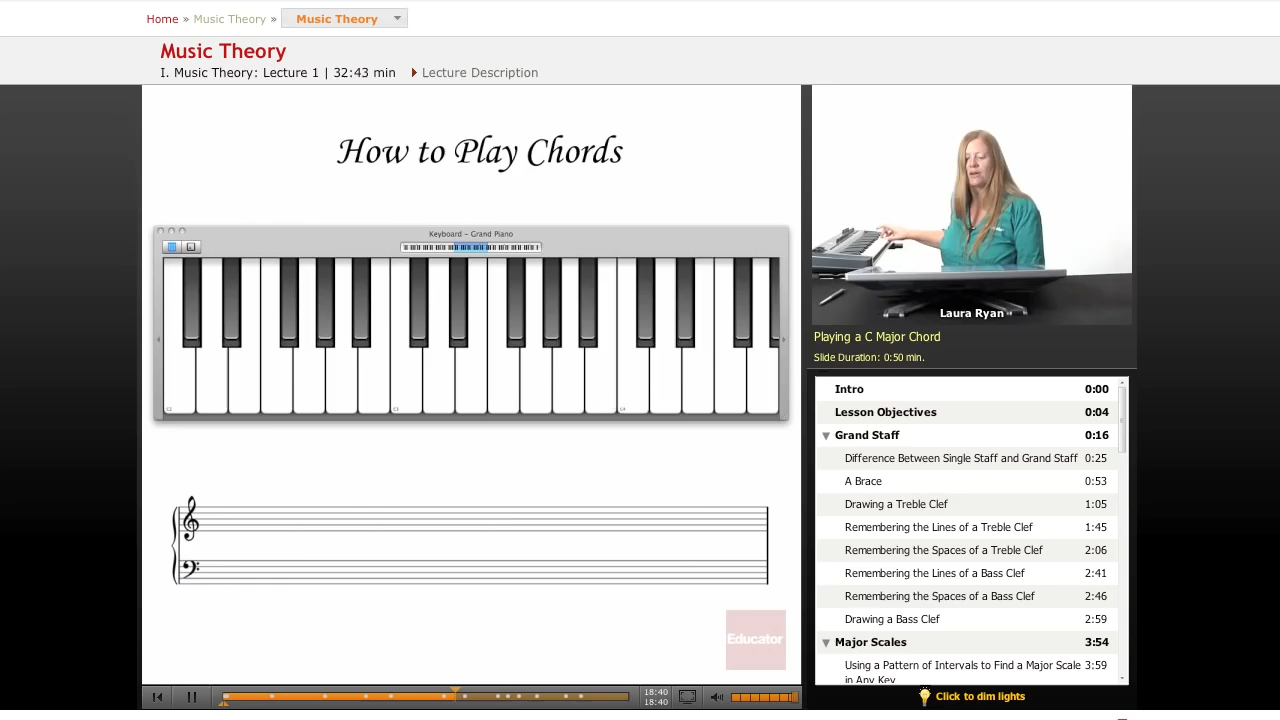 Home » Music Theory » Music Theory
Music Theory
I. Music Theory: Lecture 1 | 32:43 min Lecture Description
How to Play Chords
Keyboard – Grand Piano
C2 C3 C4
Educator
18:40
18:40
Laura Ryan
Playing a C Major Chord
Slide Duration: 0:50 min.
Intro 0:00
Lesson Objectives 0:04
Grand Staff 0:16
Difference Between Single Staff and Grand Staff 0:25
A Brace 0:53
Drawing a Treble Clef 1:05
Remembering the Lines of a Treble Clef 1:45
Remembering the Spaces of a Treble Clef 2:06
Remembering the Lines of a Bass Clef 2:41
Remembering the Spaces of a Bass Clef 2:46
Drawing a Bass Clef 2:59
Major Scales 3:54
Using a Pattern of Intervals to Find a Major Scale 3:59
in Any Key
Click to dim lights